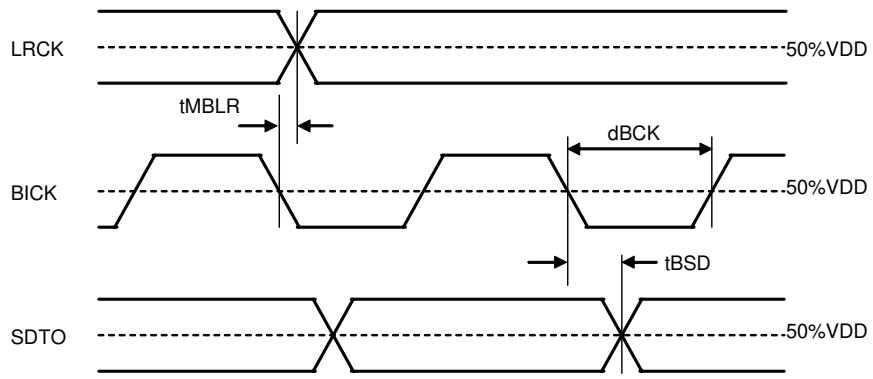 LRCK
50%VDD
tMBLR
dBCK
BICK
50%VDD
tBSD
SDTO
50%VDD